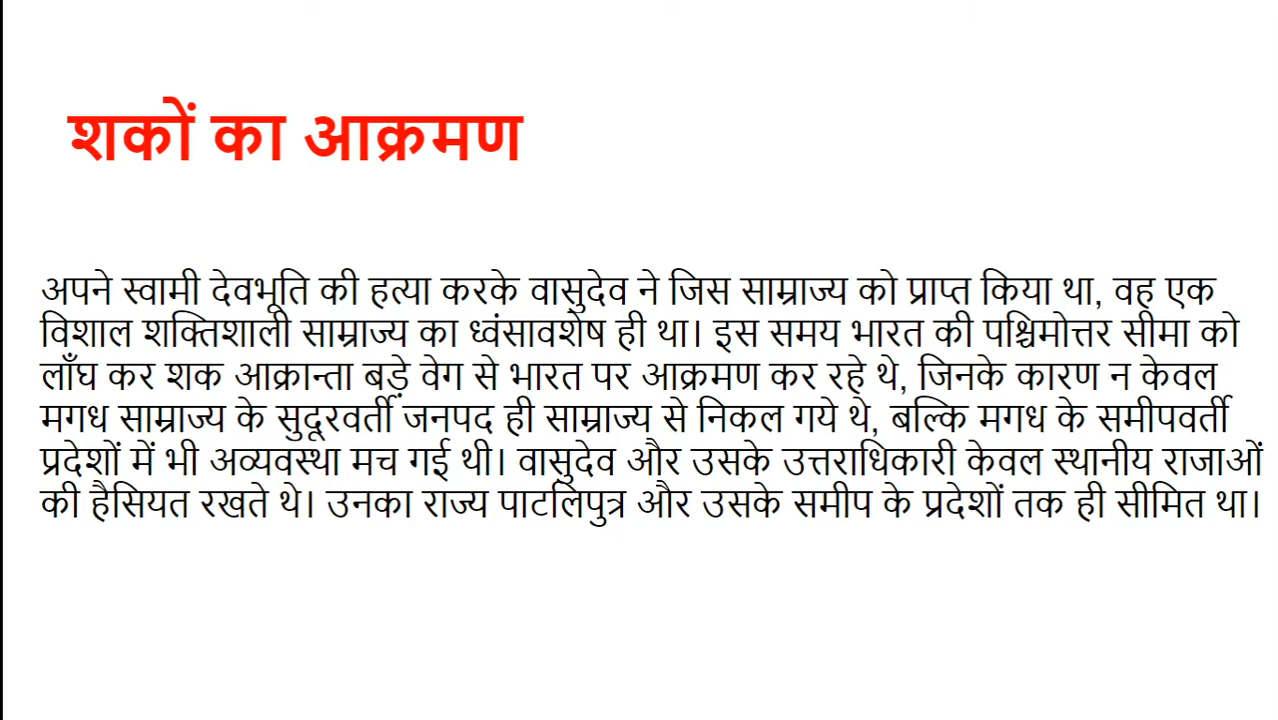 शकों का आक्रमण
अपने स्वामी देवभूति की हत्या करके वासुदेव ने जिस साम्राज्य को प्राप्त किया था, वह एक
विशाल शक्तिशाली साम्राज्य का ध्वंसावशेष ही था। इस समय भारत की पश्चिमोत्तर सीमा को
लाँघ कर शक आक्रान्ता बड़े वेग से भारत पर आक्रमण कर रहे थे, जिनके कारण न केवल
मगध साम्राज्य के सुदूरवर्ती जनपद ही साम्राज्य से निकल गये थे, बल्कि मगध के समीपवर्ती
प्रदेशों में भी अव्यवस्था मच गई थी। वासुदेव और उसके उत्तराधिकारी केवल स्थानीय राजाओं
की हैसियत रखते थे। उनका राज्य पाटलिपुत्र और उसके समीप के प्रदेशों तक ही सीमित था।